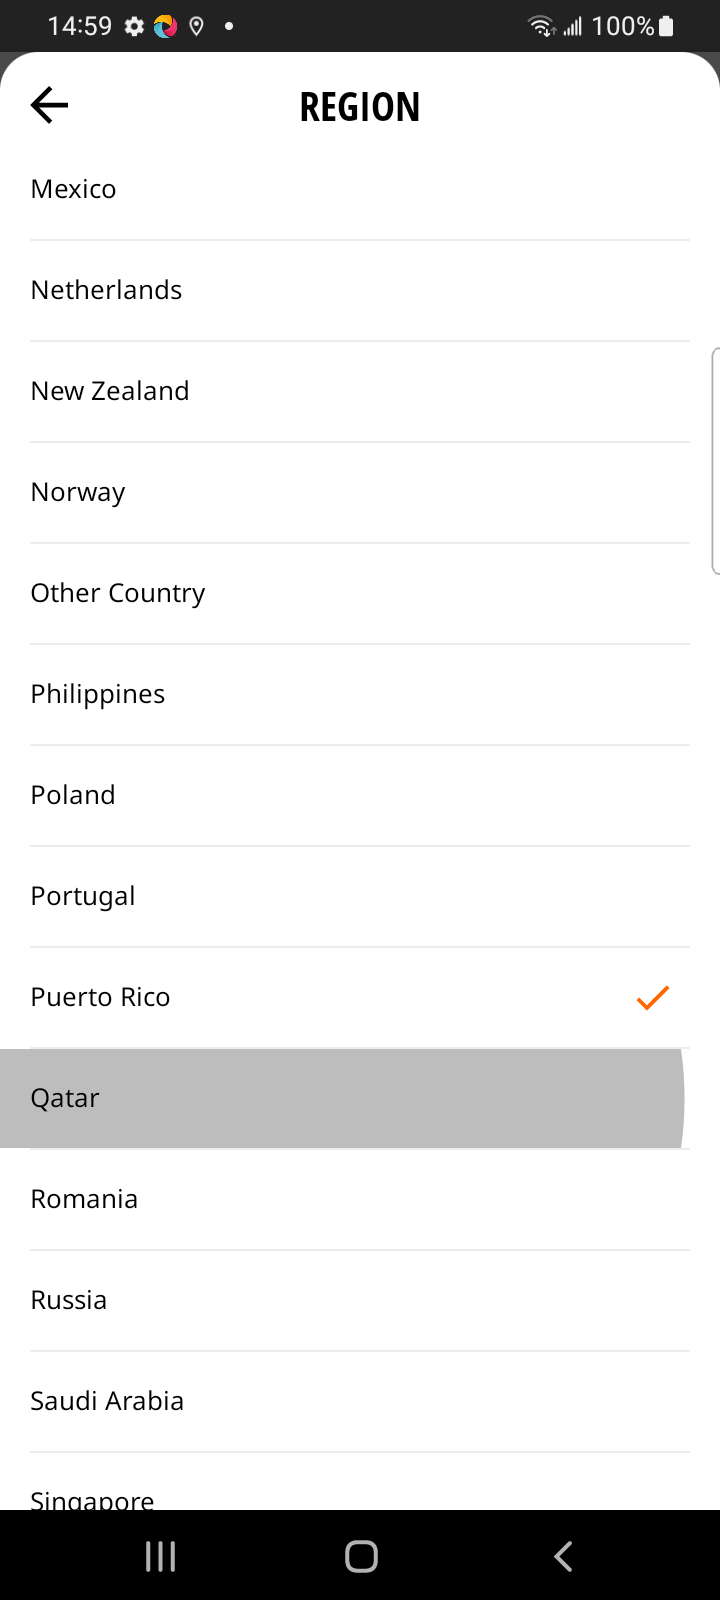 14:59
100%
REGION
Mexico
Netherlands
New Zealand
Norway
Other Country
Philippines
Poland
Portugal
Puerto Rico
Qatar
Romania
Russia
Saudi Arabia
Singapore